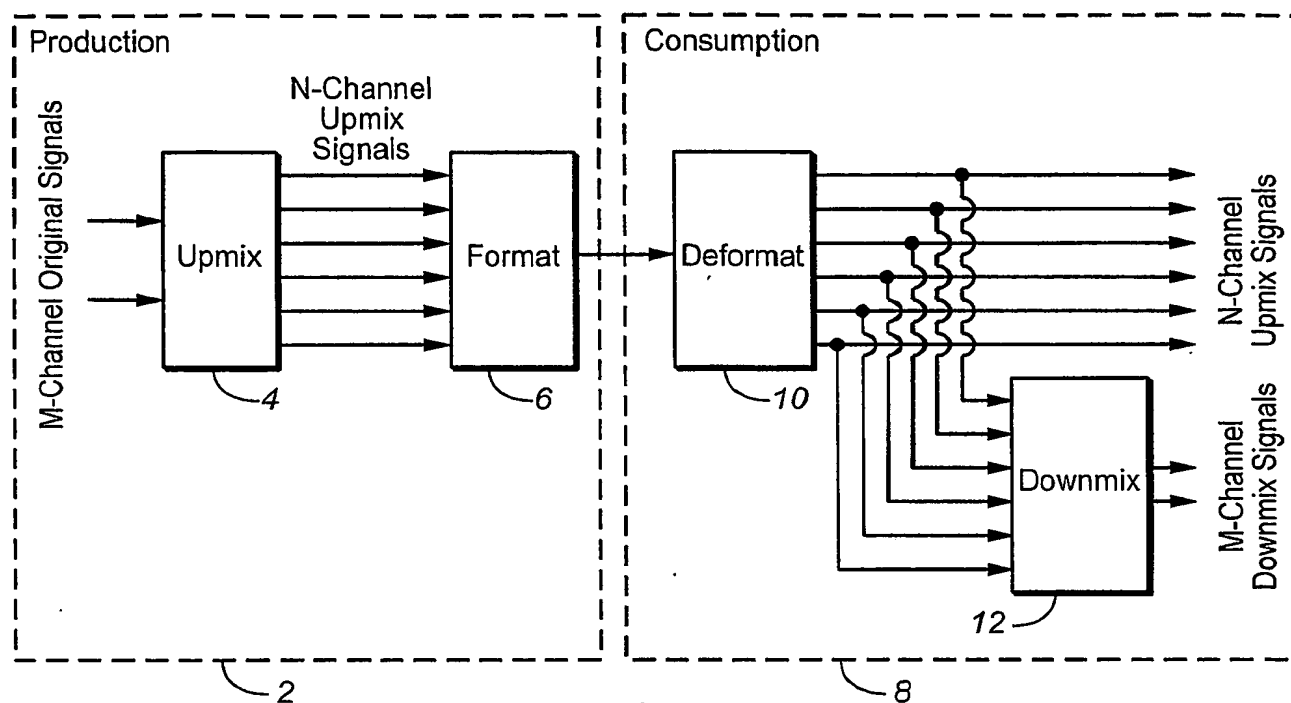 Production
Consumption
M-Channel Original Signals
N-Channel
Upmix
Signals
Upmix
Format
Deformat
N-Channel
Upmix Signals
4
6
10
Downmix
M-Channel
Downmix Signals
12
2
8